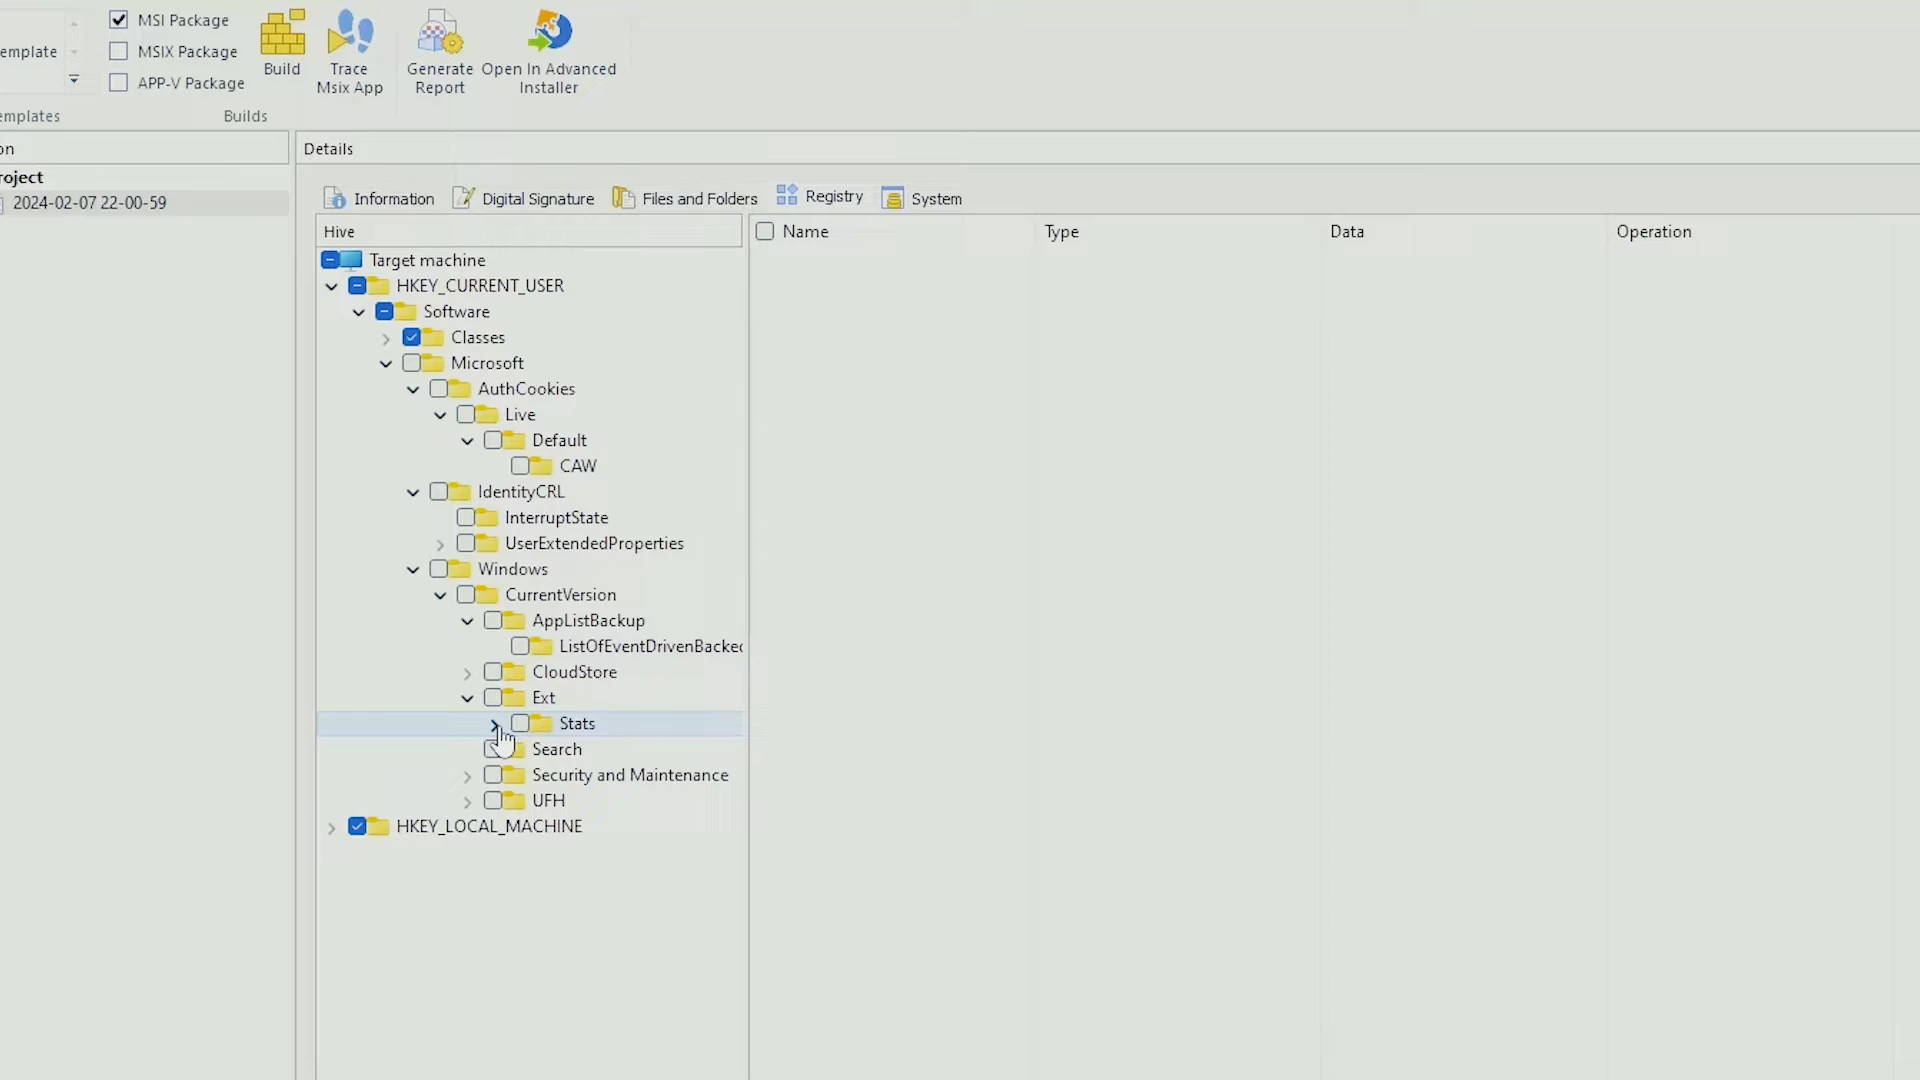 MSI Package
MSIX Package
APP-V Package
emplate
Build
Trace
Msix App
Generate
Report
Open In Advanced
Installer
emplates
Builds
on
Details
roject
2024-02-07 22-00-59
Information
Digital Signature
Files and Folders
Registry
System
Hive
Name
Type
Data
Operation
Target machine
HKEY_CURRENT_USER
Software
Classes
Microsoft
AuthCookies
Live
Default
CAW
IdentityCRL
InterruptState
UserExtendedProperties
Windows
CurrentVersion
AppListBackup
ListOfEventDrivenBacked
CloudStore
Ext
Stats
Search
Security and Maintenance
UFH
HKEY_LOCAL_MACHINE